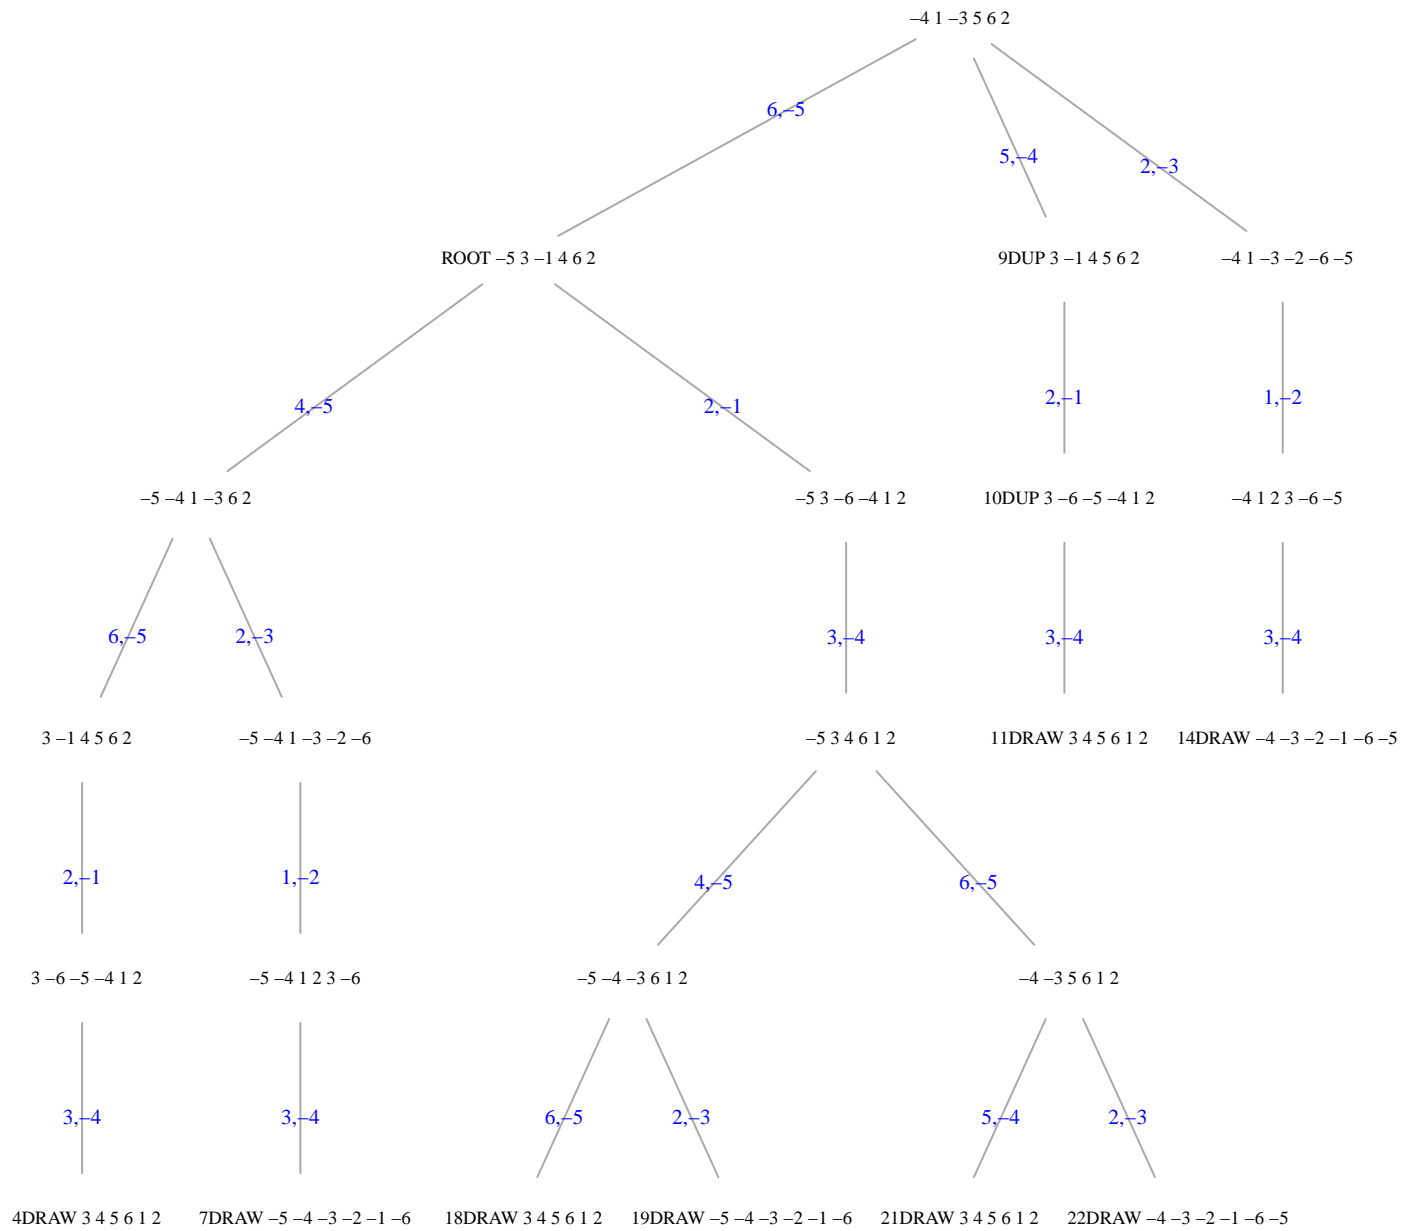 –4 1 –3 5 6 2
6,–5
5,–4
2,–3
ROOT –5 3 –1 4 6 2
9DUP 3 –1 4 5 6 2
–4 1 –3 –2 –6 –5
4,–5
2,–1
2,–1
1,–2
–5 –4 1 –3 6 2
–5 3 –6 –4 1 2
10DUP 3 –6 –5 –4 1 2
–4 1 2 3 –6 –5
6,–5
2,–3
3,–4
3,–4
3,–4
3 –1 4 5 6 2
–5 –4 1 –3 –2 –6
–5 3 4 6 1 2
11DRAW 3 4 5 6 1 2
14DRAW –4 –3 –2 –1 –6 –5
2,–1
1,–2
4,–5
6,–5
3 –6 –5 –4 1 2
–5 –4 1 2 3 –6
–5 –4 –3 6 1 2
–4 –3 5 6 1 2
3,–4
3,–4
6,–5
2,–3
5,–4
2,–3
4DRAW 3 4 5 6 1 2
7DRAW –5 –4 –3 –2 –1 –6
18DRAW 3 4 5 6 1 2
19DRAW –5 –4 –3 –2 –1 –6
21DRAW 3 4 5 6 1 2
22DRAW –4 –3 –2 –1 –6 –5